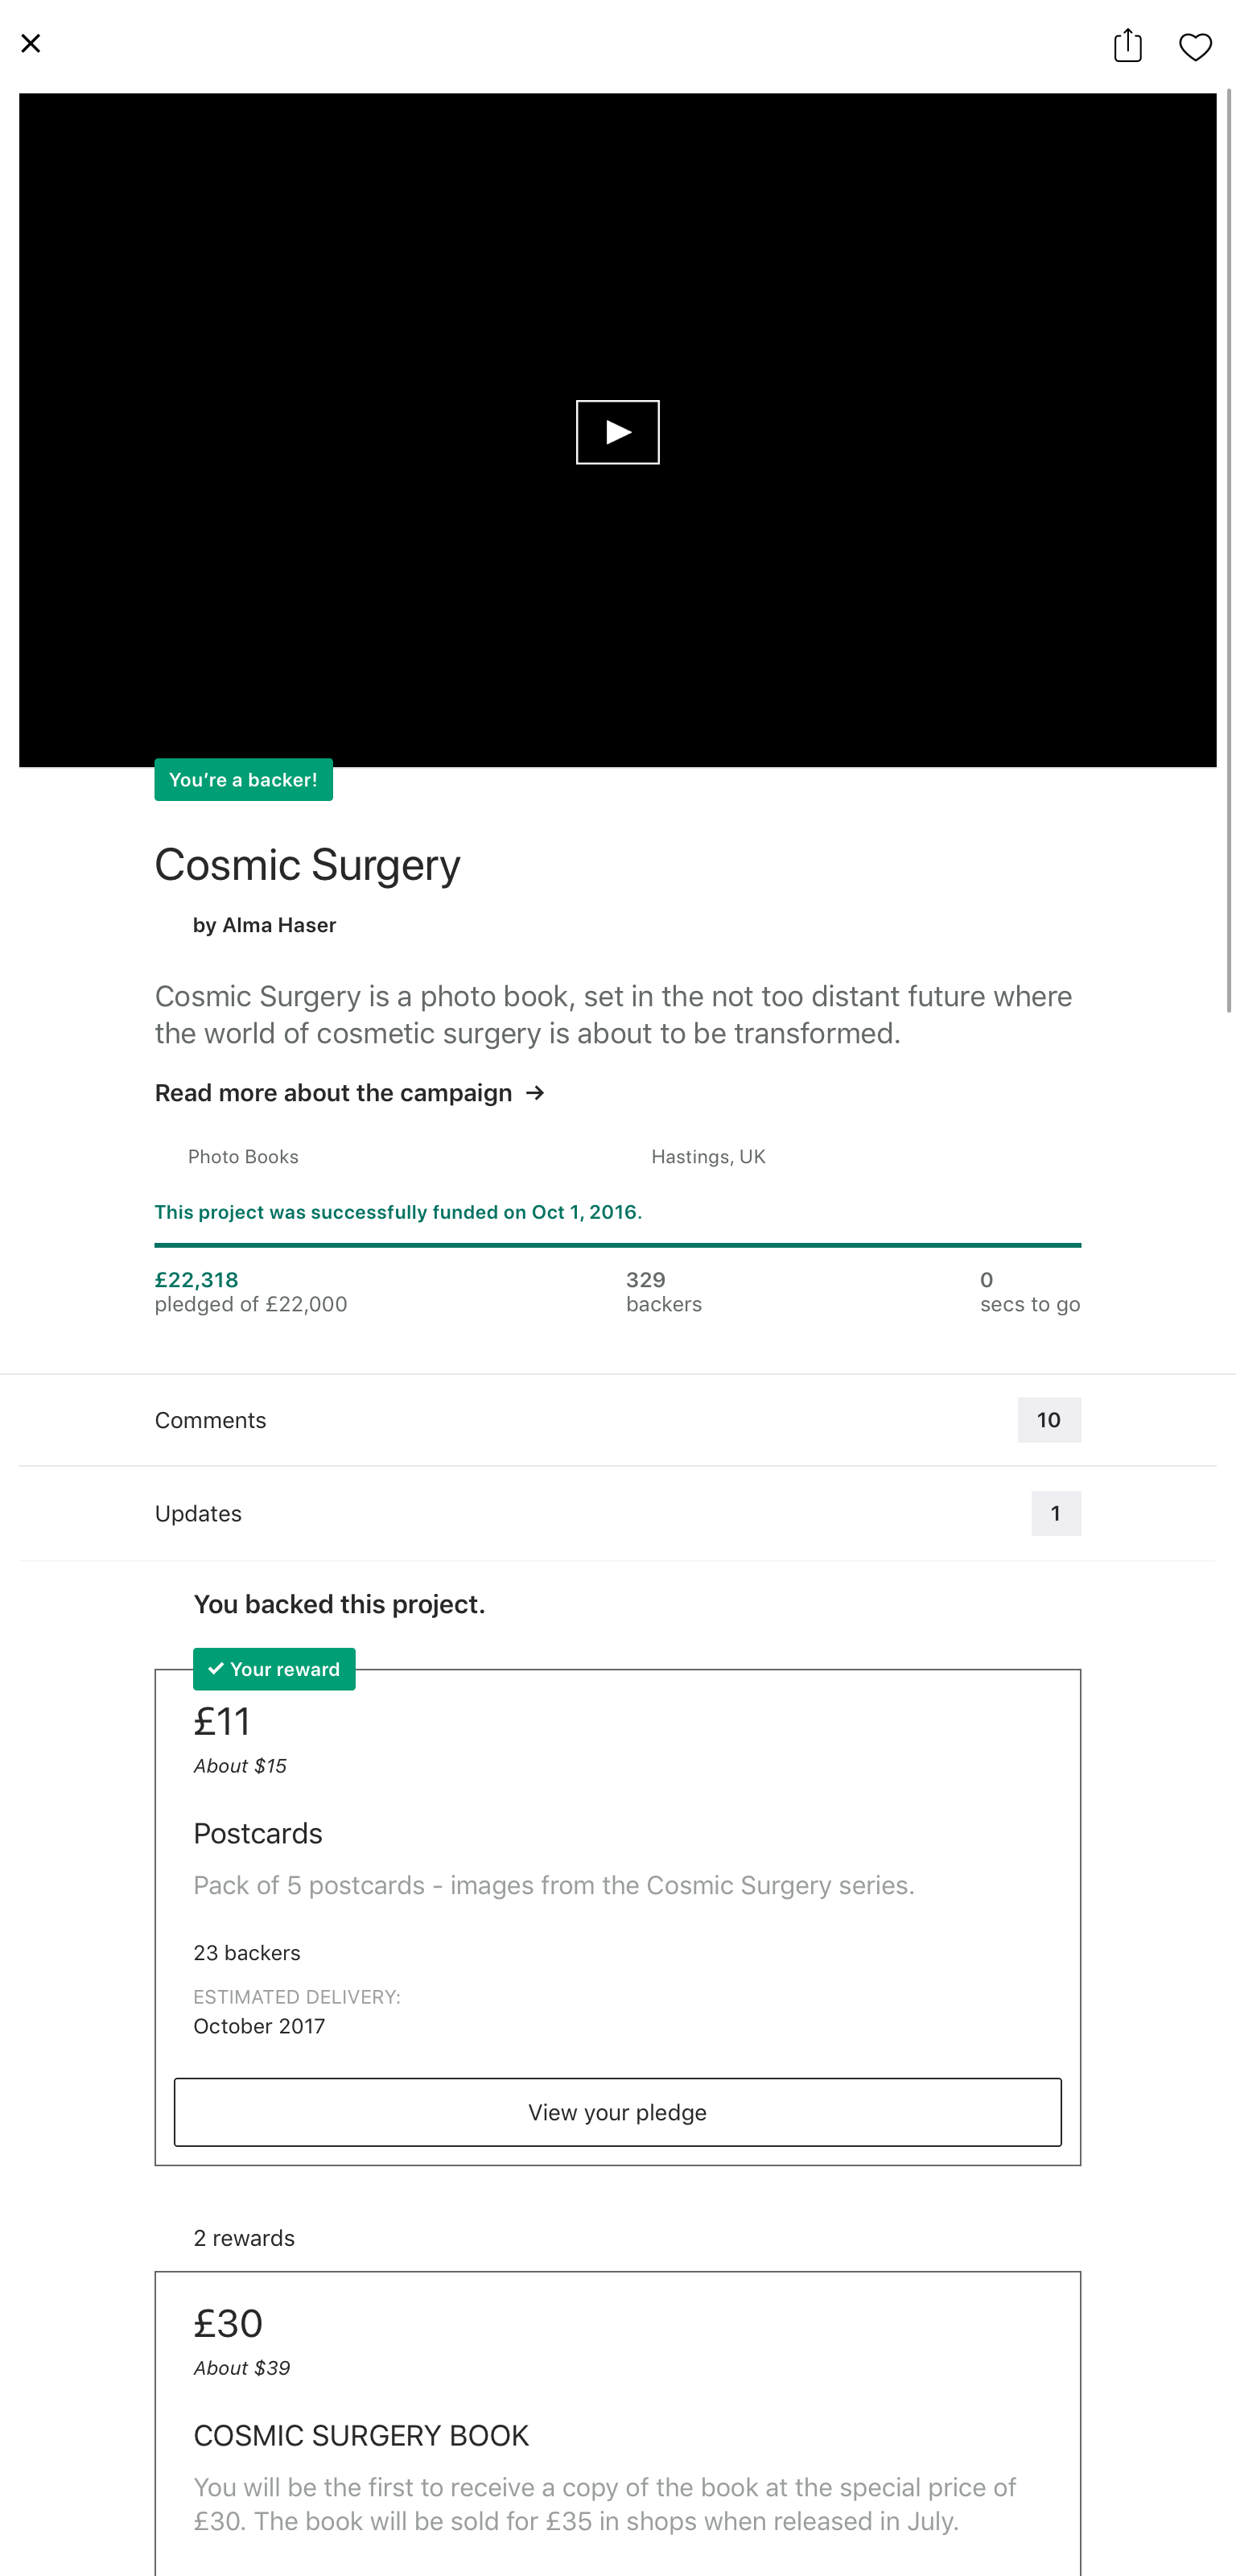 You're a backer!
Cosmic Surgery
by Alma Haser
Cosmic Surgery is a photo book, set in the not too distant future where
the world of cosmetic surgery is about to be transformed.
Read more about the campaign →
Photo Books
Hastings, UK
This project was successfully funded on Oct 1, 2016.
£22,318
pledged of £22,000
329
backers
0
secs to go
Comments
10
Updates
1
You backed this project.
✓ Your reward
£11
About $15
Postcards
Pack of 5 postcards - images from the Cosmic Surgery series.
23 backers
ESTIMATED DELIVERY:
October 2017
View your pledge
2 rewards
£30
About $39
COSMIC SURGERY BOOK
You will be the first to receive a copy of the book at the special price of
£30. The book will be sold for £35 in shops when released in July.